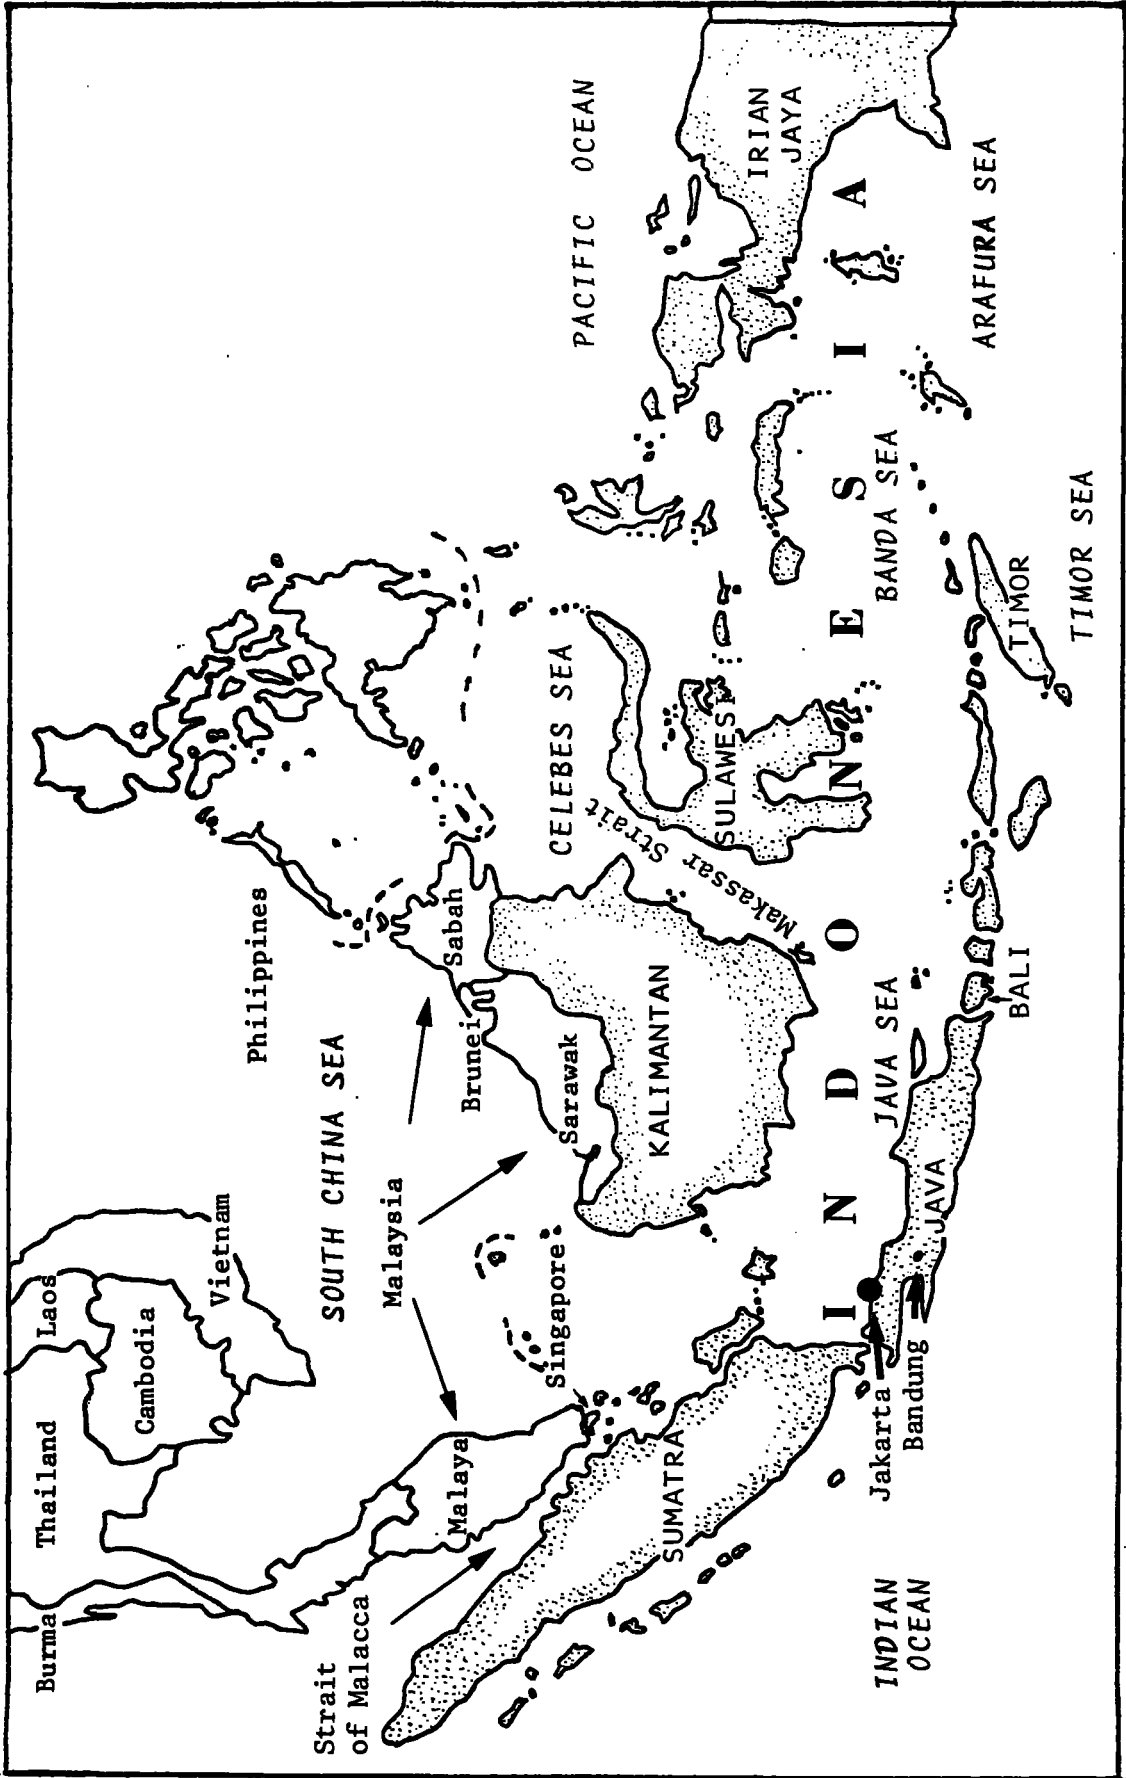 Burma
Thailand
Laos
Cambodia
Vietnam
Philippines
PACIFIC OCEAN
SOUTH CHINA SEA
Strait
of Malacca
Malaysia
Malaya
Singapore
Brunei
Sabah
Sarawak
CELEBES SEA
Makassar Strait
KALIMANTAN
SUMATRA
SULAWESI
IRIAN
JAYA
INDONESIA
JAVA SEA
BANDA SEA
Jakarta
Bandung
JAVA
BALI
TIMOR
INDIAN
OCEAN
TIMOR SEA
ARAFURA SEA